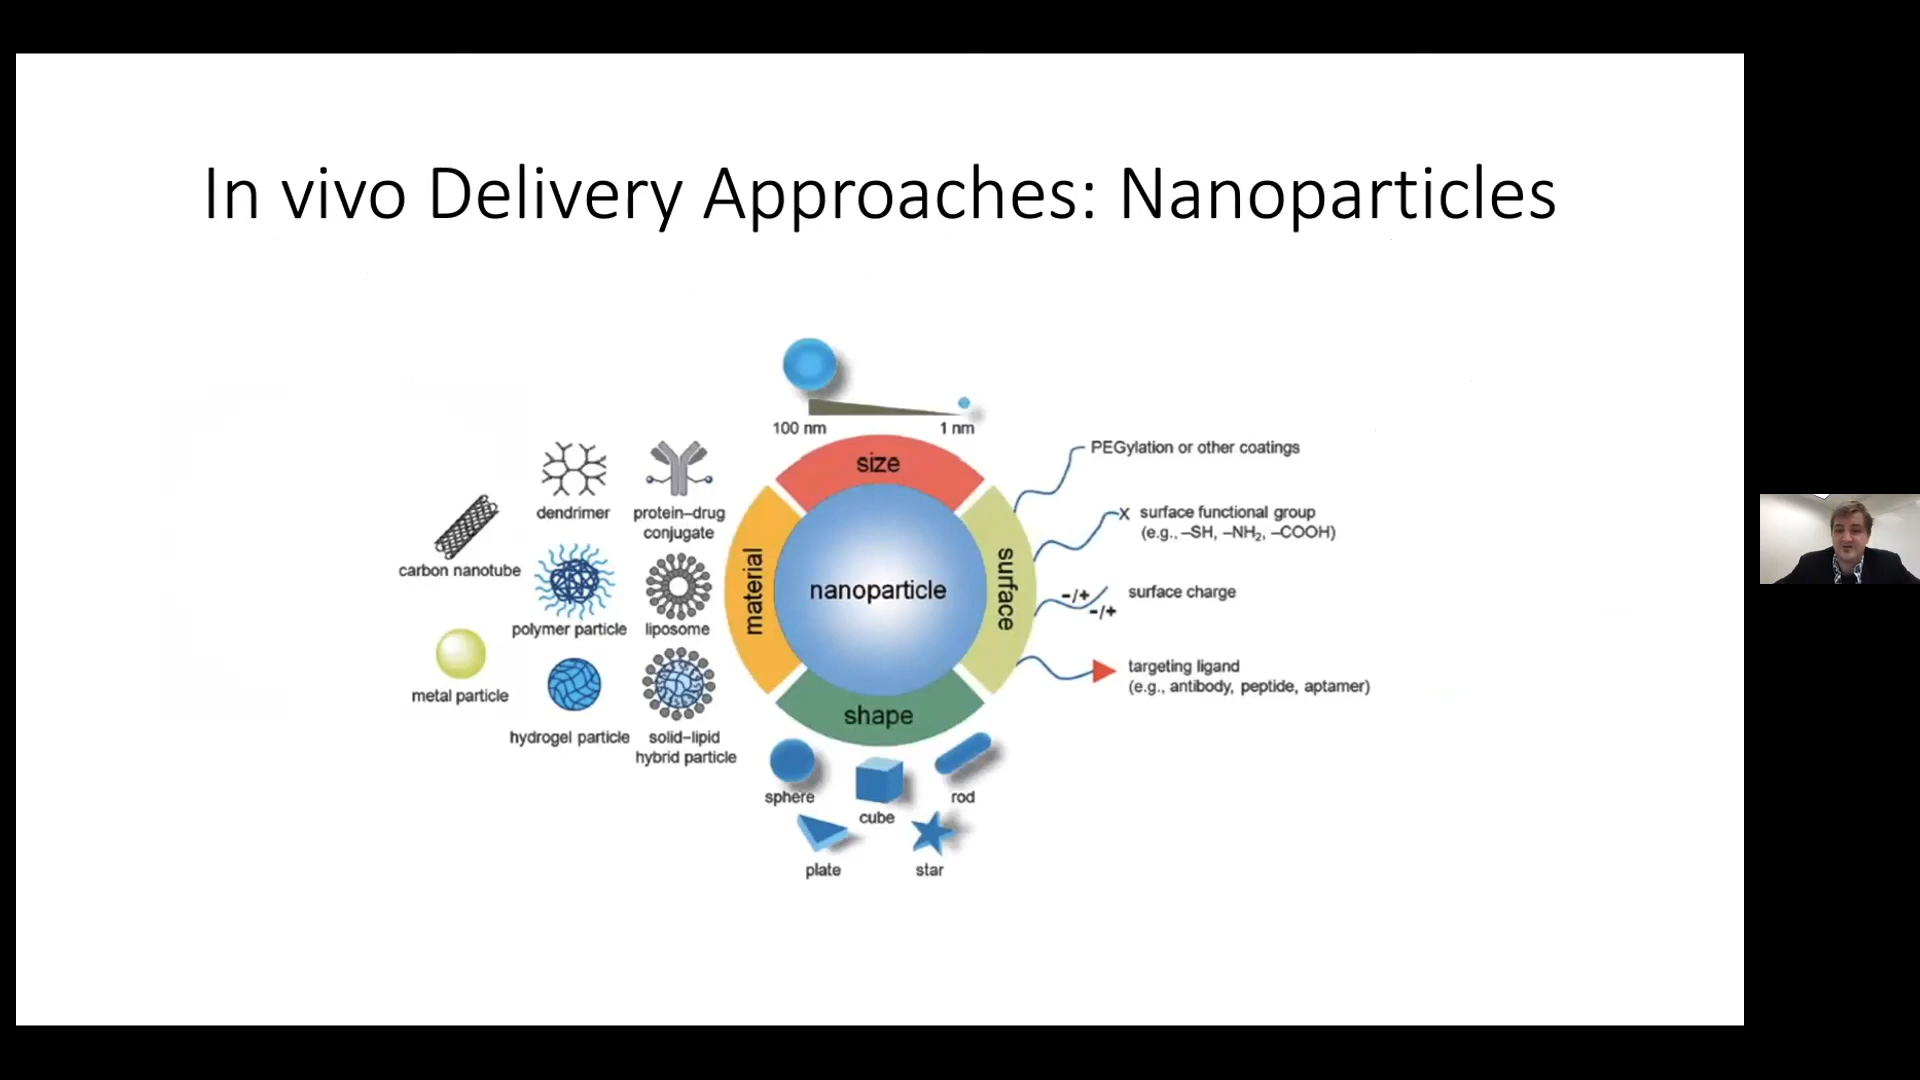 In vivo Delivery Approaches: Nanoparticles
100 nm
1 nm
size
nanoparticle
material
surface
shape
dendrimer
protein–drug
conjugate
carbon nanotube
polymer particle
liposome
metal particle
hydrogel particle
solid–lipid
hybrid particle
PEGylation or other coatings
X surface functional group
(e.g., –SH, –NH₂, –COOH)
–/+
–/+
surface charge
targeting ligand
(e.g., antibody, peptide, aptamer)
sphere
cube
rod
plate
star